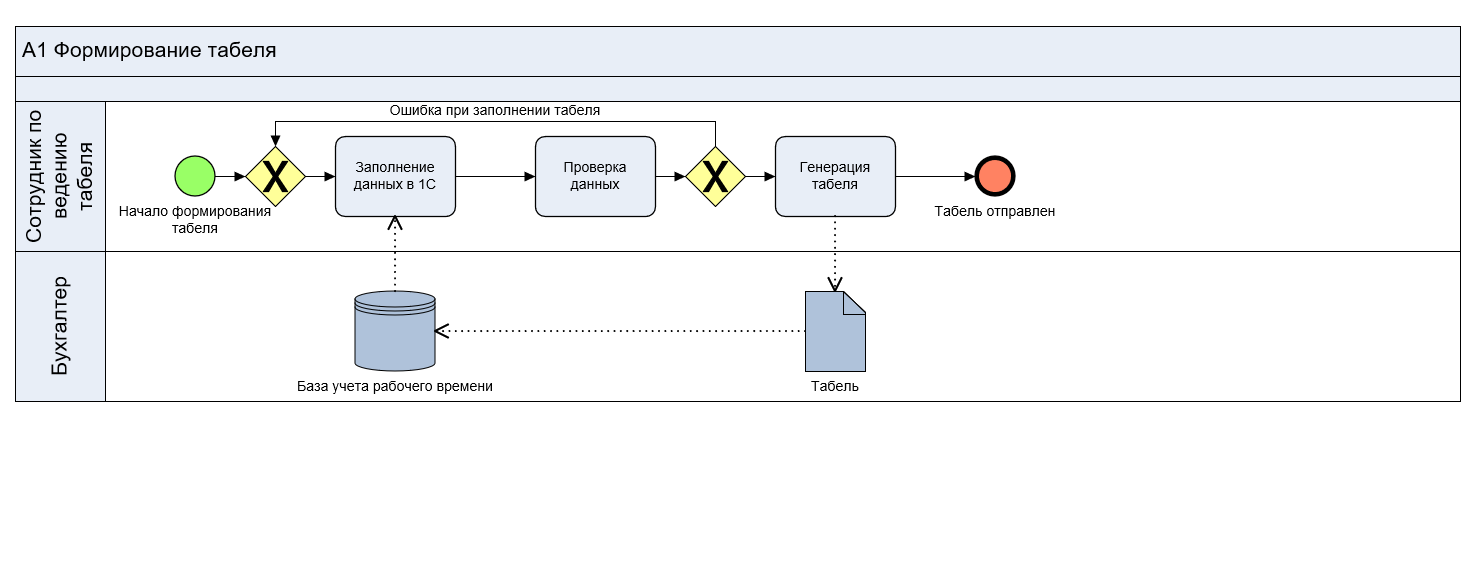 А1 Формирование табеля
Сотрудник по
ведению
табеля
Ошибка при заполнении табеля
X
Заполнение
данных в 1С
Проверка
данных
X
Генерация
табеля
Начало формирования
табеля
Табель отправлен
Бухгалтер
База учета рабочего времени
Табель